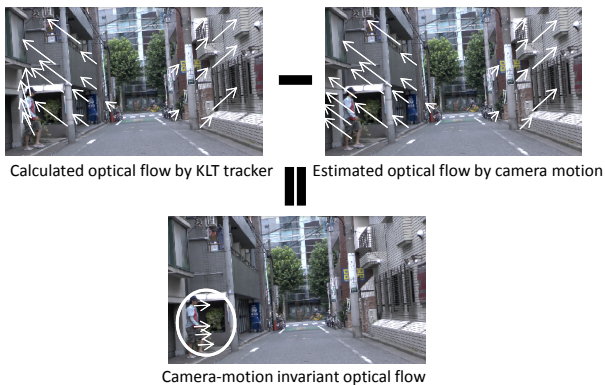 Calculated optical flow by KLT tracker
Estimated optical flow by camera motion
Camera-motion invariant optical flow